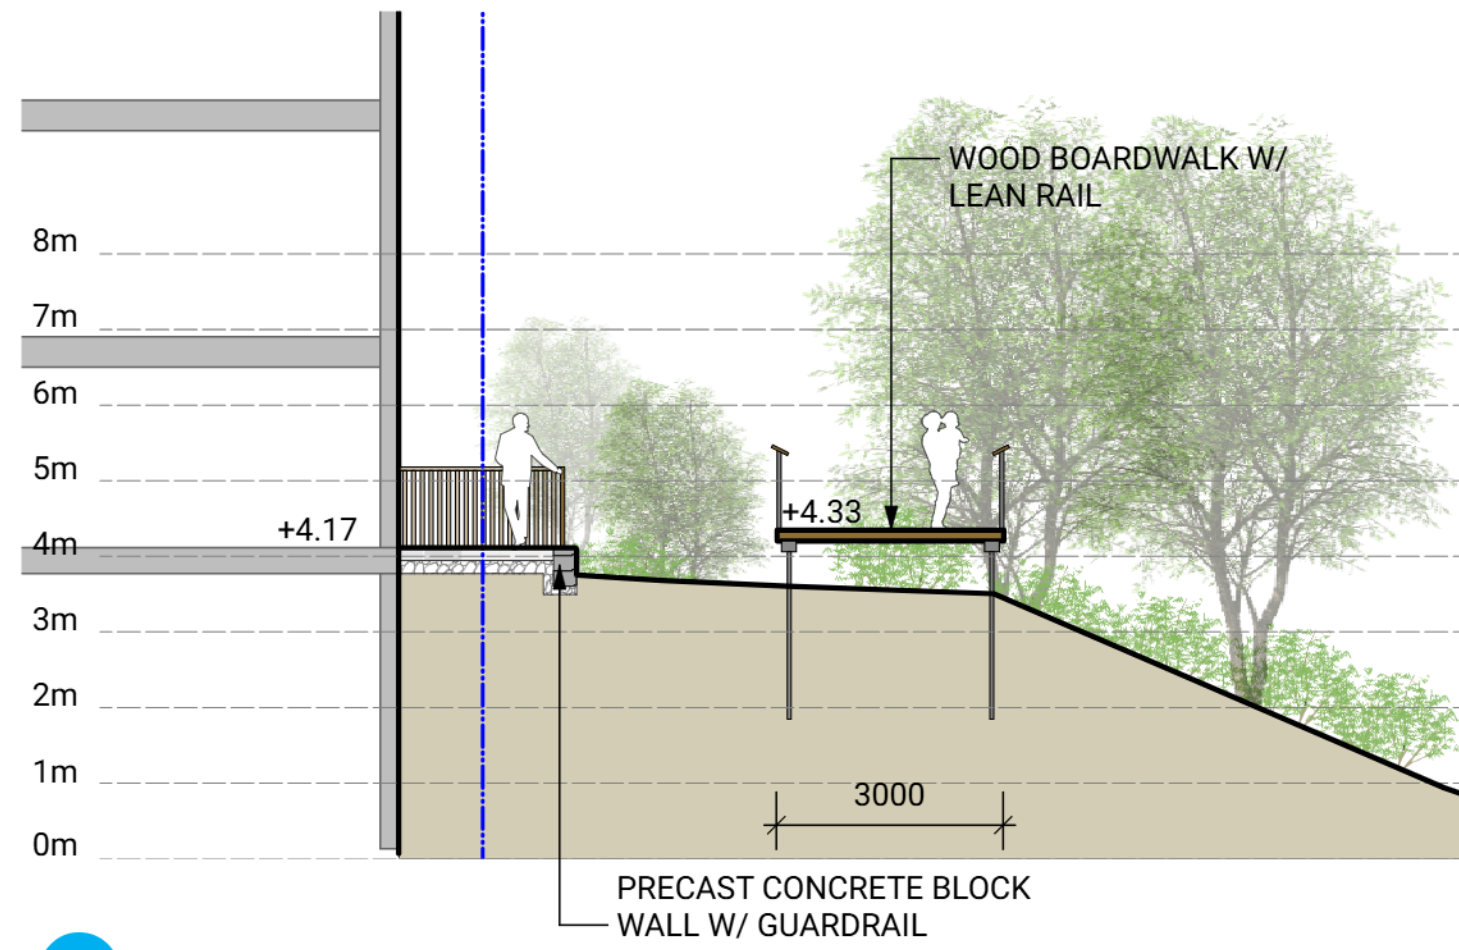 WOOD BOARDWALK W/
LEAN RAIL
8m
7m
6m
5m
+4.33
+4.17
4m
3m
2m
1m
3000
0m
PRECAST CONCRETE BLOCK
WALL W/ GUARDRAIL